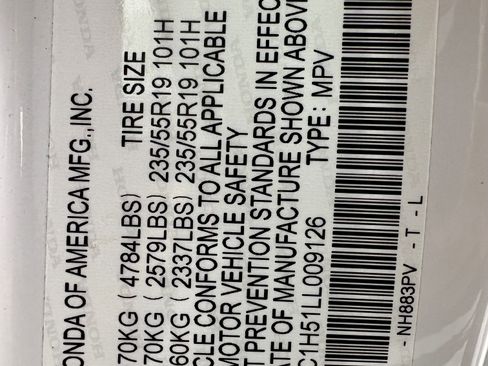 ONDA OF AMERICA MFG.,INC.
70KG ( 4784LBS) TIRE SIZE
70KG ( 2579LBS) 235/55R19 101H
60KG ( 2337LBS) 235/55R19 101H
CLE CONFORMS TO ALL APPLICABLE
MOTOR VEHICLE SAFETY
T PREVENTION STANDARDS IN EFFEC
ATE OF MANUFACTURE SHOWN ABOV
C1H51LL009126 TYPE: MPV
- NH883PV - T - L